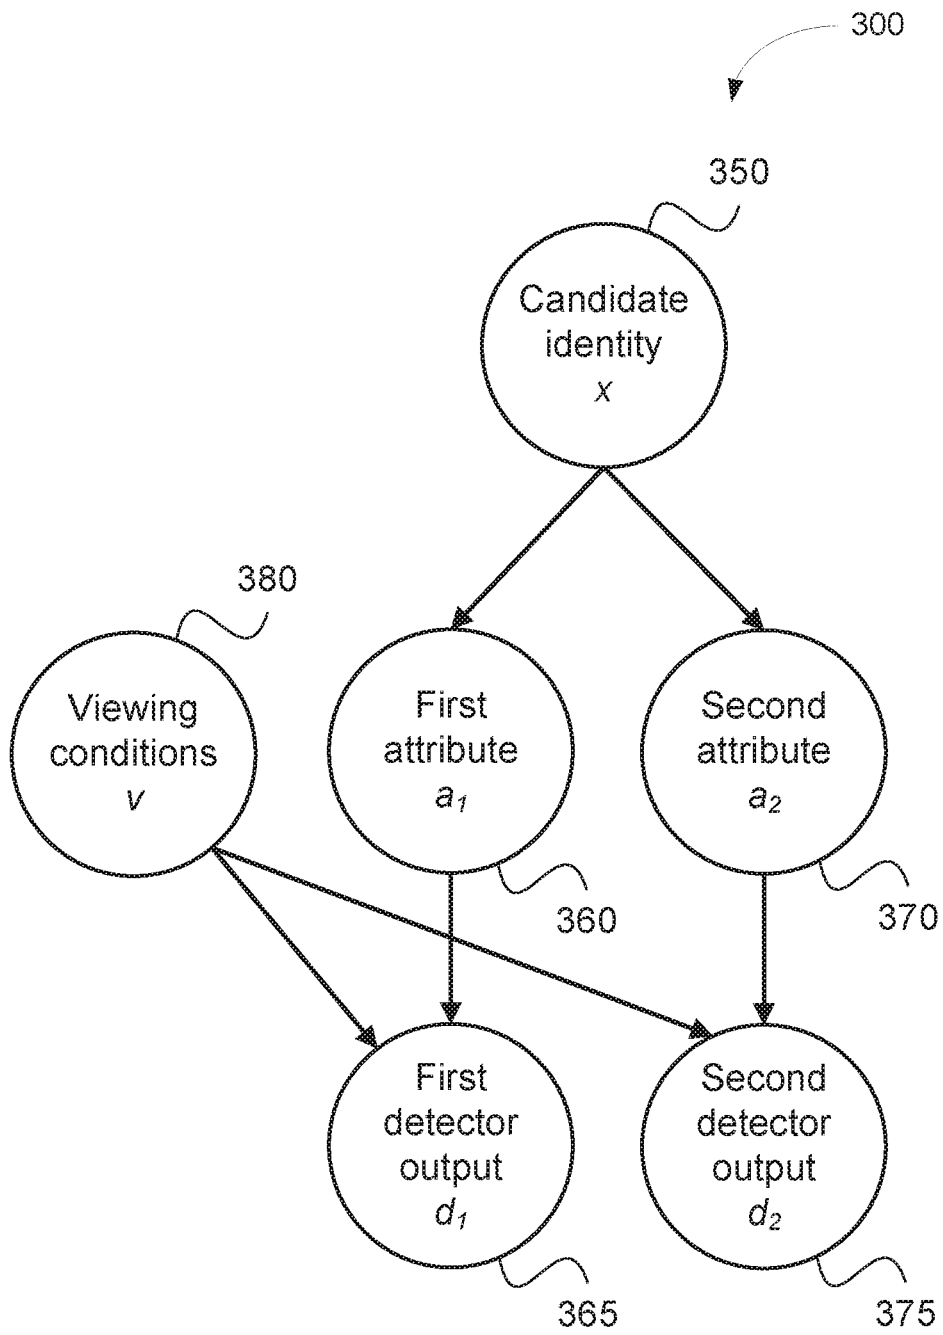 300
350
Candidate
identity
x
380
Viewing
conditions
v
First
attribute
a1
Second
attribute
a2
360
370
First
detector
output
d1
Second
detector
output
d2
365
375